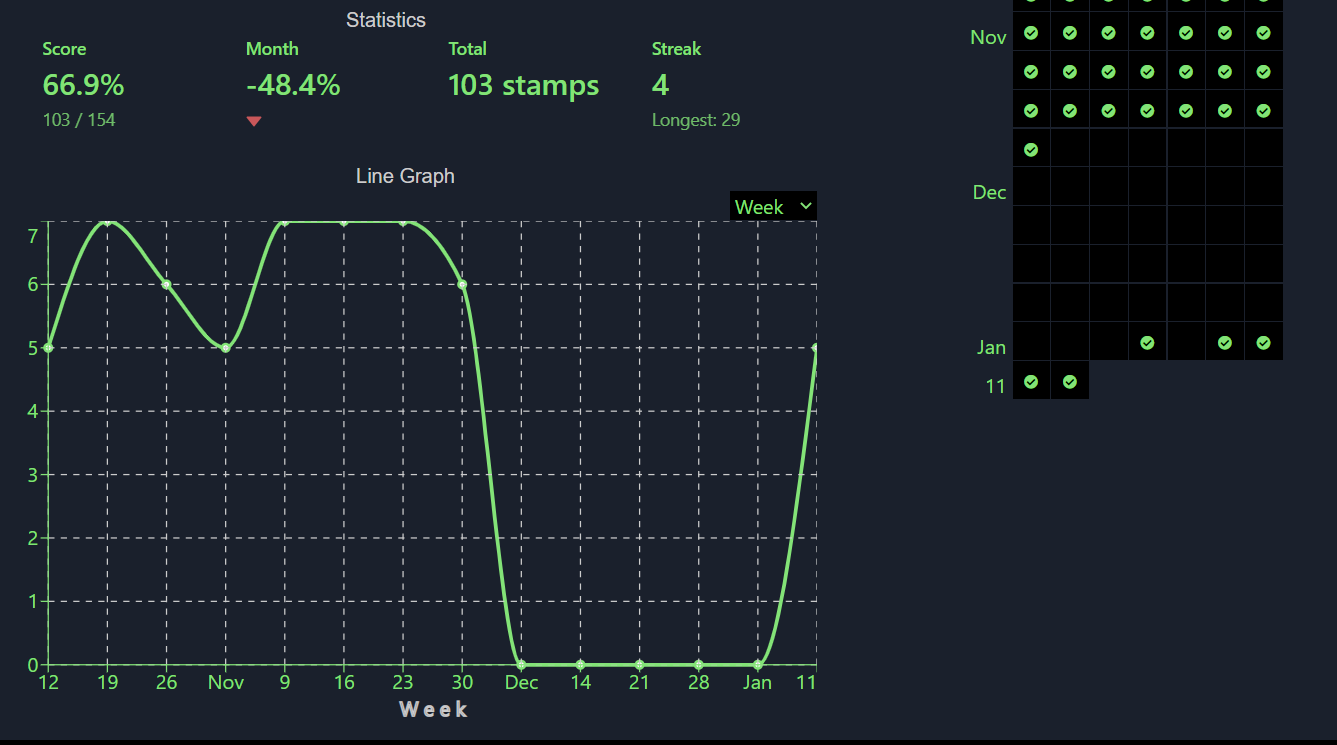 Statistics
Score Month Total Streak
66.9% -48.4% 103 stamps 4
103 / 154 Longest: 29
Line Graph
Week
7
6
5
4
3
2
1
0
12 19 26 Nov 9 16 23 30 Dec 14 21 28 Jan 11
Week
Nov
Dec
Jan
11